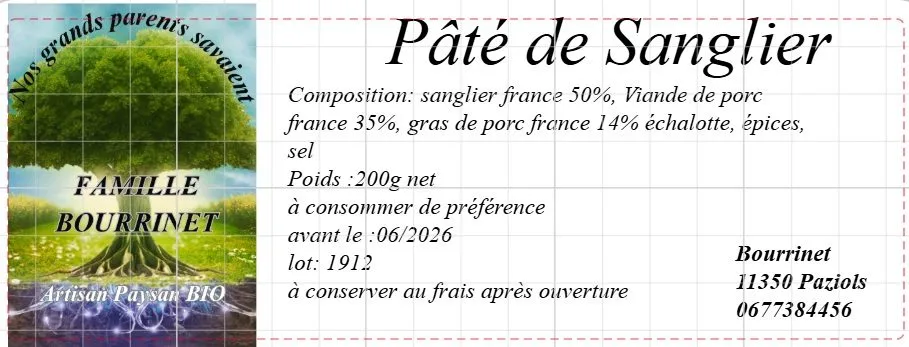 Nos grands parents savaient
FAMILLE
BOURRINET
Artisan Paysan BIO
Pâté de Sanglier
Composition: sanglier france 50%, Viande de porc
france 35%, gras de porc france 14% échalotte, épices,
sel
Poids :200g net
à consommer de préférence
avant le :06/2026
lot: 1912
à conserver au frais après ouverture
Bourrinet
11350 Paziols
0677384456